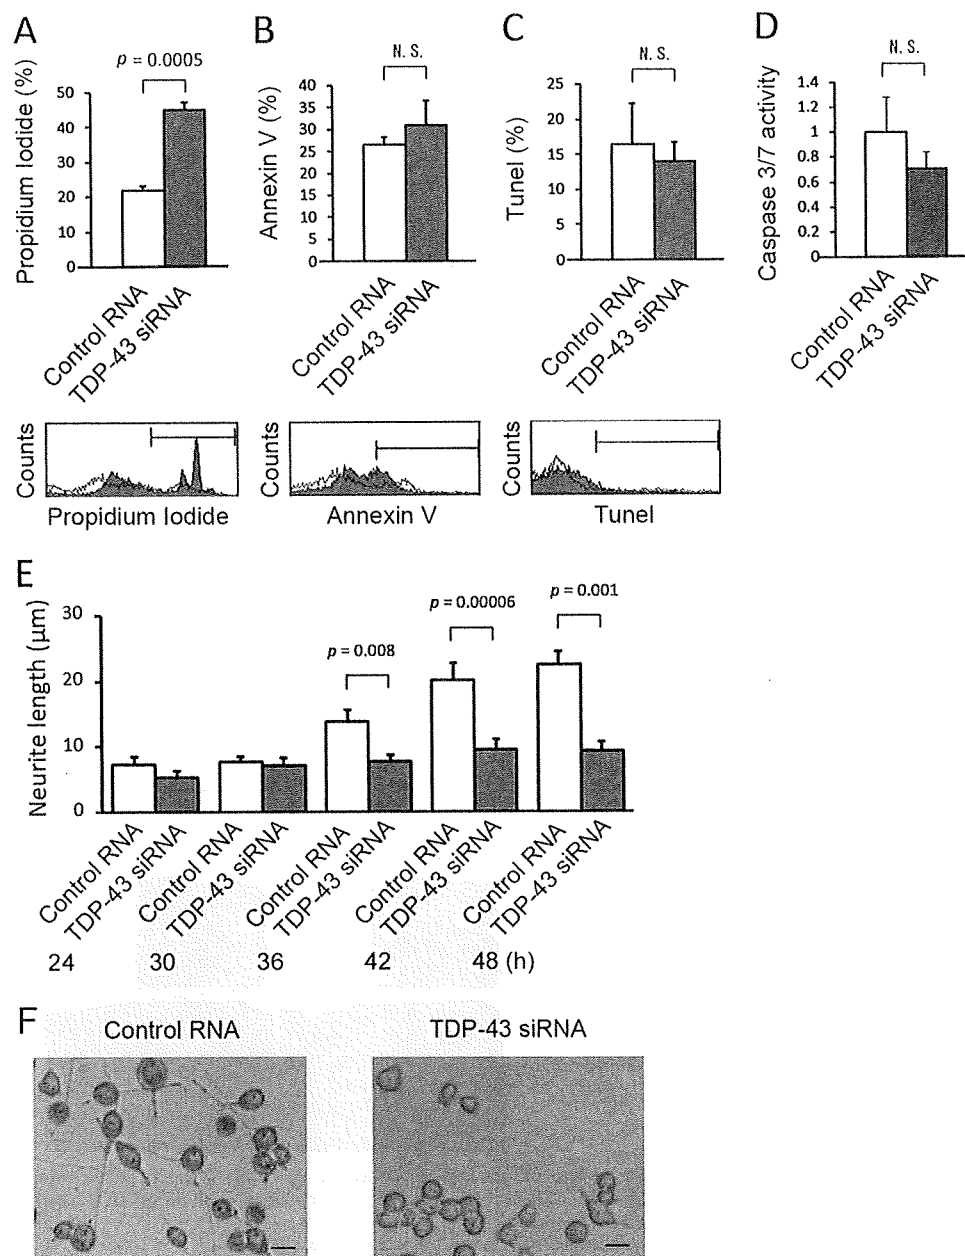 A
p = 0.0005
Propidium Iodide (%)
50
40
30
20
10
0
Control RNA
TDP-43 siRNA
Counts
Propidium Iodide
B
N. S.
Annexin V (%)
40
35
30
25
20
15
10
5
0
Control RNA
TDP-43 siRNA
Counts
Annexin V
C
N. S.
Tunel (%)
25
20
15
10
5
0
Control RNA
TDP-43 siRNA
Counts
Tunel
D
N. S.
Caspase 3/7 activity
1.4
1.2
1
0.8
0.6
0.4
0.2
0
Control RNA
TDP-43 siRNA
E
Neurite length (µm)
30
20
10
0
p = 0.008
p = 0.00006
p = 0.001
Control RNA
TDP-43 siRNA
Control RNA
TDP-43 siRNA
Control RNA
TDP-43 siRNA
Control RNA
TDP-43 siRNA
Control RNA
TDP-43 siRNA
24 30 36 42 48 (h)
F
Control RNA
TDP-43 siRNA